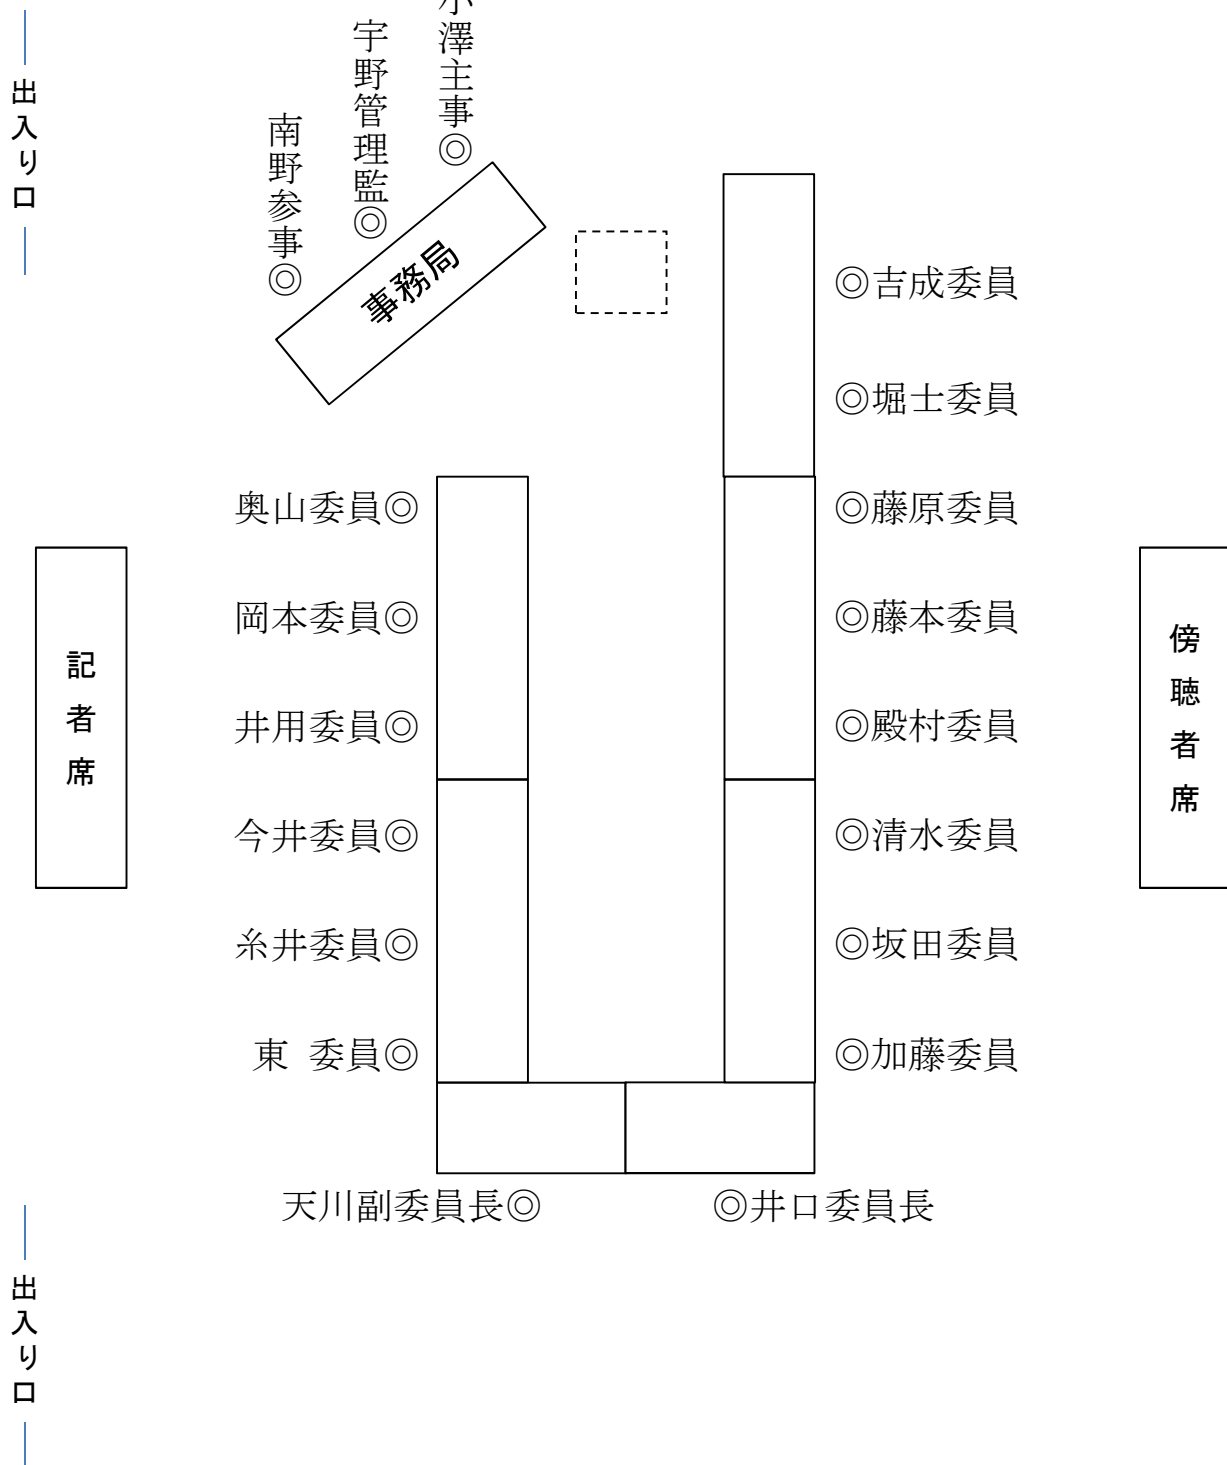 出入り口
小澤主事◎
宇野管理監◎
南野参事◎
事務局
◎吉成委員
◎堀士委員
奥山委員◎
◎藤原委員
岡本委員◎
◎藤本委員
井用委員◎
◎殿村委員
今井委員◎
◎清水委員
糸井委員◎
◎坂田委員
東 委員◎
◎加藤委員
記者席
傍聴者席
天川副委員長◎
◎井口委員長
出入り口